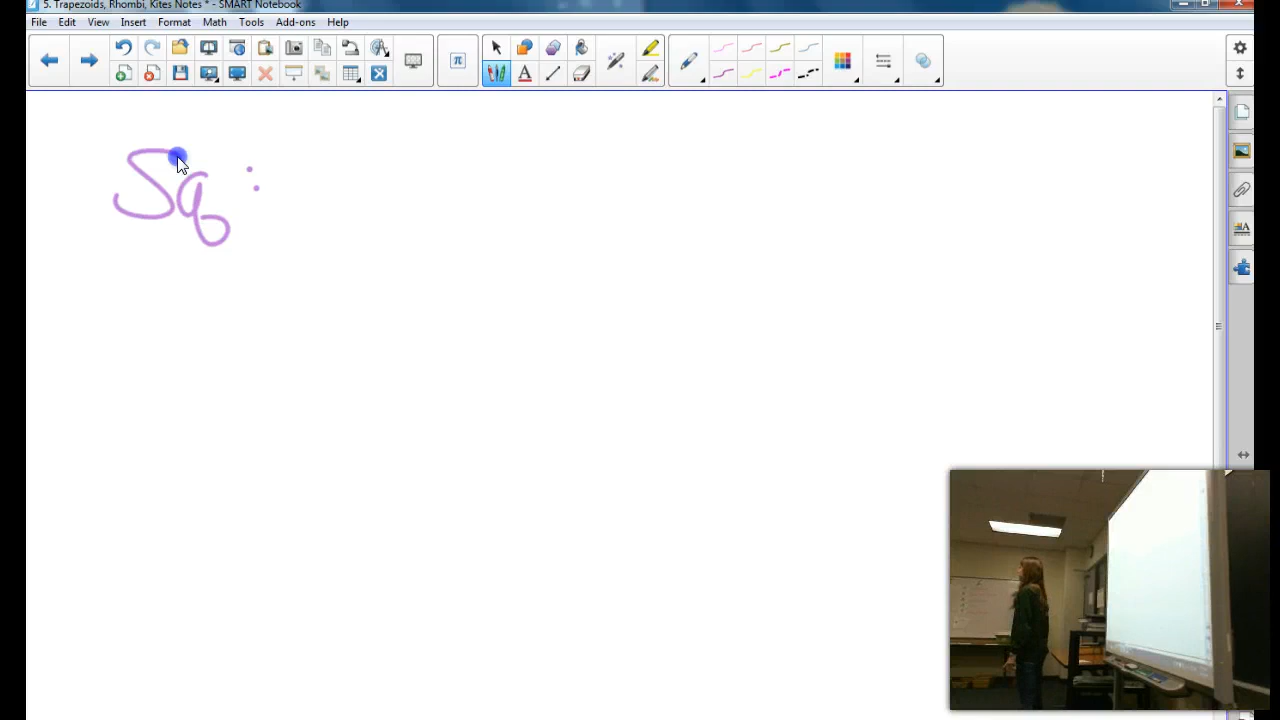 5. Trapezoids, Rhombi, Kites Notes * - SMART Notebook
File Edit View Insert Format Math Tools Add-ons Help
π
A
Sq :